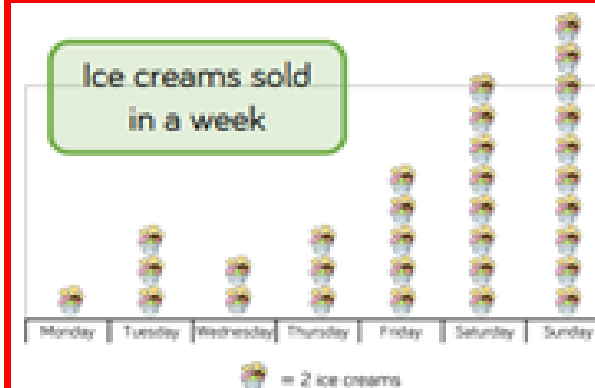 Ice creams sold
in a week
Monday Tuesday Wednesday Thursday Friday Saturday Sunday
= 2 ice creams